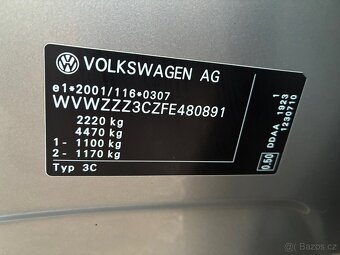 VOLKSWAGEN AG
e1*2001/116*0307
WVWZZZ3CZFE480891
2220 kg
4470 kg
1- 1100 kg
2- 1170 kg
Typ 3C
0.50
DDAA 1923
1230710
1
bazos.cz